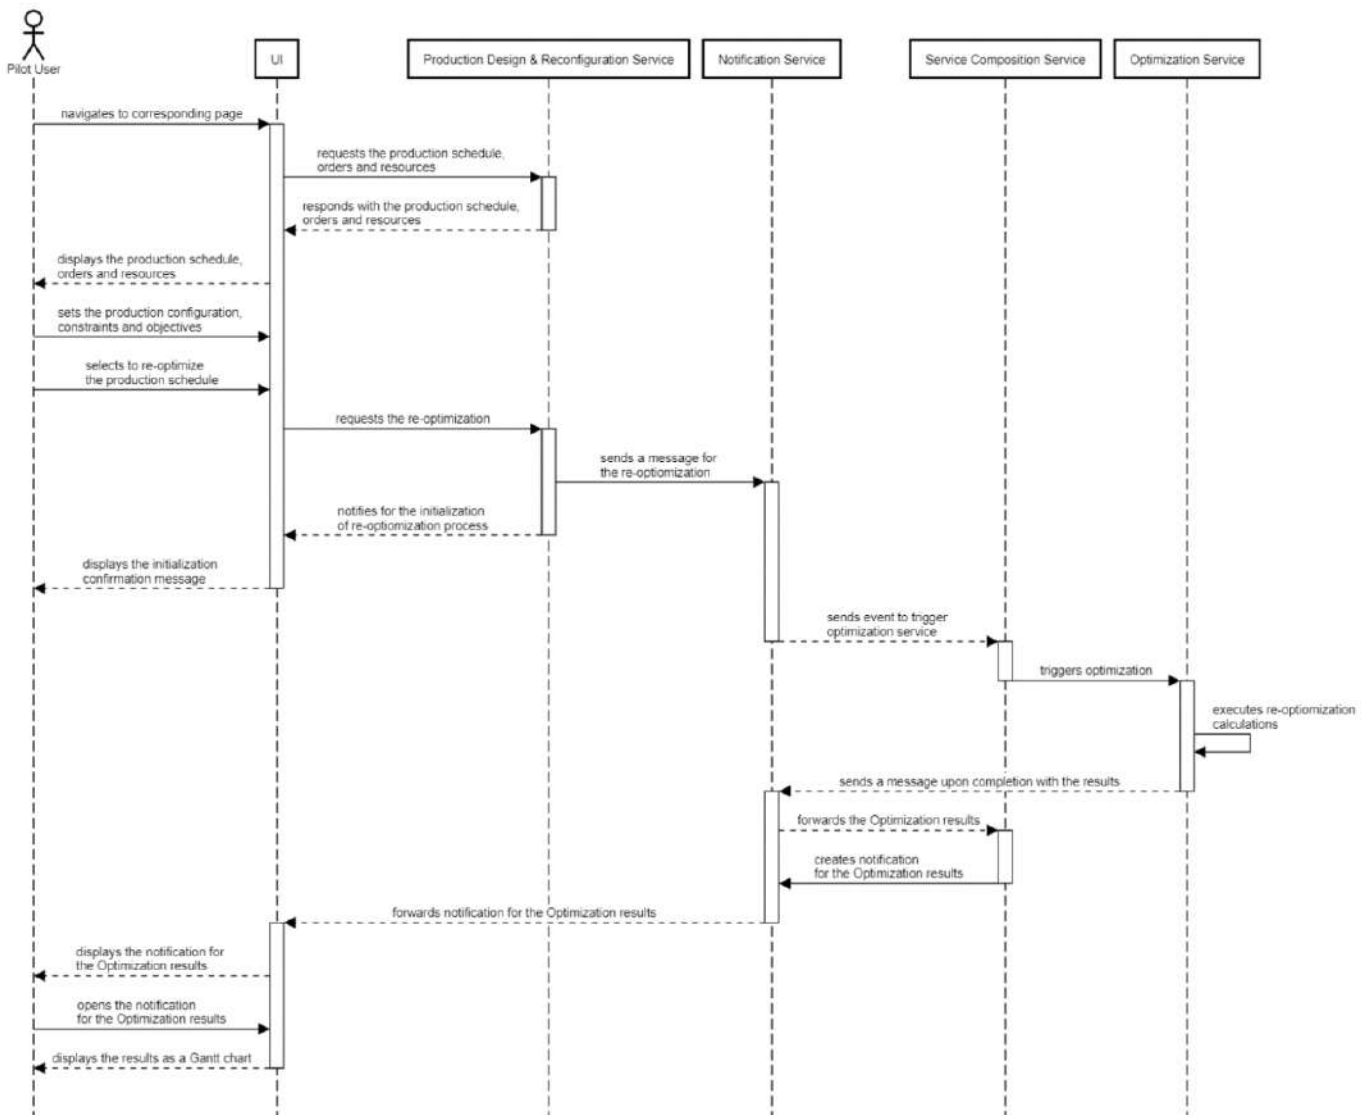 Pilot User
UI
Production Design & Reconfiguration Service
Notification Service
Service Composition Service
Optimization Service
navigates to corresponding page
requests the production schedule,
orders and resources
responds with the production schedule,
orders and resources
displays the production schedule,
orders and resources
sets the production configuration,
constraints and objectives
selects to re-optimize
the production schedule
requests the re-optimization
sends a message for
the re-optiomization
notifies for the initialization
of re-optiomization process
displays the initialization
confirmation message
sends event to trigger
optimization service
triggers optimization
executes re-optiomization
calculations
sends a message upon completion with the results
forwards the Optimization results
creates notification
for the Optimization results
forwards notification for the Optimization results
displays the notification for
the Optimization results
opens the notification
for the Optimization results
displays the results as a Gantt chart